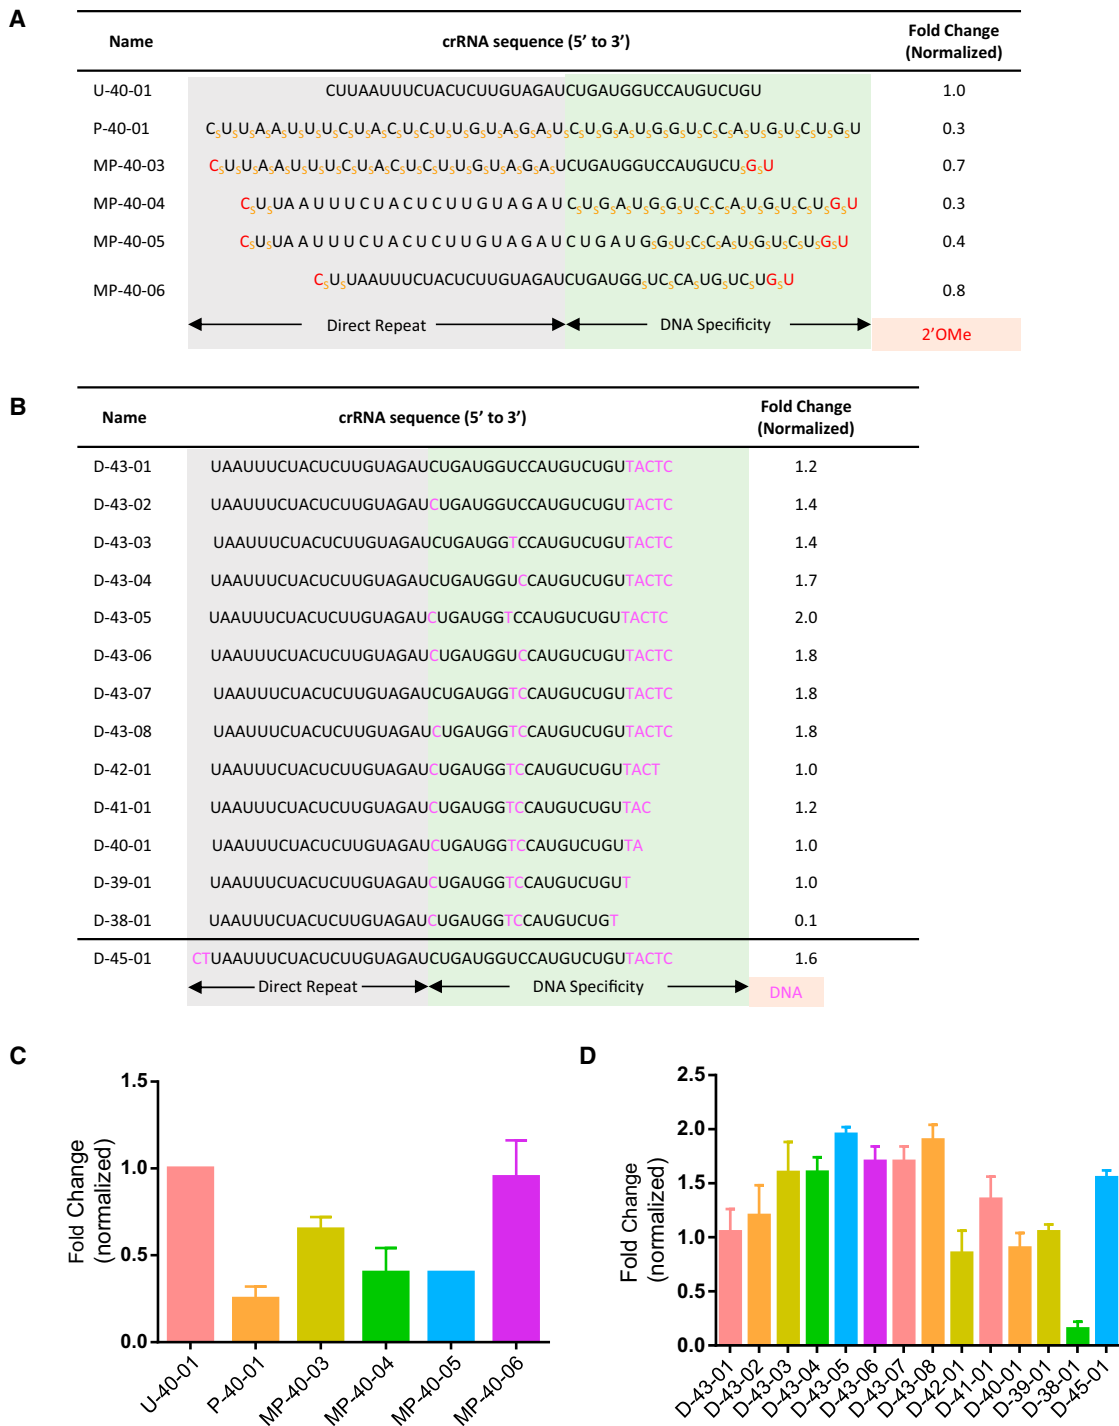 A
Name crRNA sequence (5’ to 3’) Fold Change (Normalized)
U-40-01 CUUAAUUUCUACUCUUGUAGAUCUGAUGGUCCAUGUCUGU 1.0
P-40-01 CsUsUsAsAsUsUsUsCsUsAsCsUsCsUsUsGsUsAsGsAsUsCsUsGsAsUsGsGsUsCsCsAsUsGsUsCsUsGsU 0.3
MP-40-03 CsUsUsAsAsUsUsUsCsUsAsCsUsCsUsUsGsUsAsGsAsUCUGAUGGUCCAUGUCUsGsU 0.7
MP-40-04 CsUsUAAUUUCUACUCUUGUAGAUCsUsGsAsUsGsGsUsCsCsAsUsGsUsCsUsGsU 0.3
MP-40-05 CsUsUAAUUUCUACUCUUGUAGAUCUGAUGsGsUsCsCsAsUsGsUsCsUsGsU 0.4
MP-40-06 CsUsUAAUUUCUACUCUUGUAGAUCUGAUGGsUCsCAsUGsUCsUGsU 0.8
Direct Repeat DNA Specificity 2’OMe
B
Name crRNA sequence (5’ to 3’) Fold Change (Normalized)
D-43-01 UAAUUUCUACUCUUGUAGAUCUGAUGGUCCAUGUCUGUTACTC 1.2
D-43-02 UAAUUUCUACUCUUGUAGAUCUGAUGGUCCAUGUCUGUTACTC 1.4
D-43-03 UAAUUUCUACUCUUGUAGAUCUGAUGGTCCAUGUCUGUTACTC 1.4
D-43-04 UAAUUUCUACUCUUGUAGAUCUGAUGGUCCAUGUCUGUTACTC 1.7
D-43-05 UAAUUUCUACUCUUGUAGAUCUGAUGGTCCAUGUCUGUTACTC 2.0
D-43-06 UAAUUUCUACUCUUGUAGAUCUGAUGGUCCAUGUCUGUTACTC 1.8
D-43-07 UAAUUUCUACUCUUGUAGAUCUGAUGGTCCAUGUCUGUTACTC 1.8
D-43-08 UAAUUUCUACUCUUGUAGAUCUGAUGGTCCAUGUCUGUTACTC 1.8
D-42-01 UAAUUUCUACUCUUGUAGAUCUGAUGGTCCAUGUCUGUTACT 1.0
D-41-01 UAAUUUCUACUCUUGUAGAUCUGAUGGTCCAUGUCUGUTAC 1.2
D-40-01 UAAUUUCUACUCUUGUAGAUCUGAUGGTCCAUGUCUGUTA 1.0
D-39-01 UAAUUUCUACUCUUGUAGAUCUGAUGGTCCAUGUCUGUT 1.0
D-38-01 UAAUUUCUACUCUUGUAGAUCUGAUGGTCCAUGUCUGT 0.1
D-45-01 CTUAAUUUCUACUCUUGUAGAUCUGAUGGUCCAUGUCUGUTACTC 1.6
Direct Repeat DNA Specificity DNA
C
Fold Change
(normalized)
1.5
1.0
0.5
0.0
U-40-01 P-40-01 MP-40-03 MP-40-04 MP-40-05 MP-40-06
D
Fold Change
(normalized)
2.5
2.0
1.5
1.0
0.5
0.0
D-43-01 D-43-02 D-43-03 D-43-04 D-43-05 D-43-06 D-43-07 D-43-08 D-42-01 D-41-01 D-40-01 D-39-01 D-38-01 D-45-01